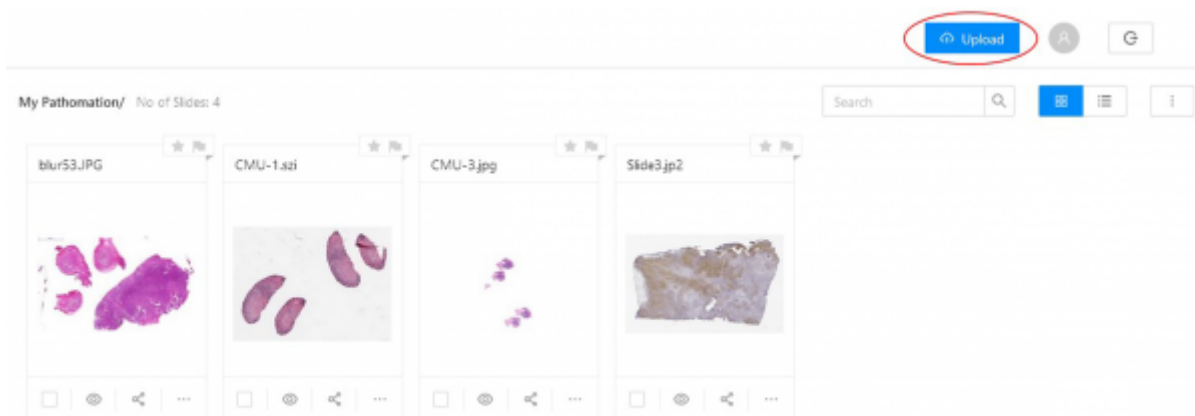 Upload
My Pathomation/ No of Slides: 4
Search
blur53.JPG
CMU-1.szi
CMU-3.jpg
Slide3.jp2